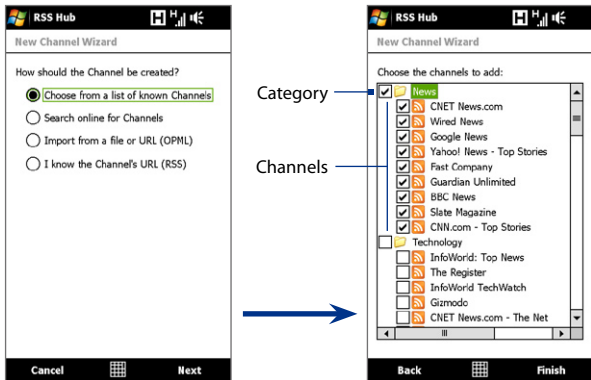 RSS Hub
New Channel Wizard
How should the Channel be created?
Choose from a list of known Channels
Search online for Channels
Import from a file or URL (OPML)
I know the Channel's URL (RSS)
Cancel
Next
Category
Channels
RSS Hub
New Channel Wizard
Choose the channels to add:
News
CNET News.com
Wired News
Google News
Yahoo! News - Top Stories
Fast Company
Guardian Unlimited
BBC News
Slate Magazine
CNN.com - Top Stories
Technology
InfoWorld: Top News
The Register
InfoWorld TechWatch
Gizmodo
CNET News.com - The Net
Back
Finish